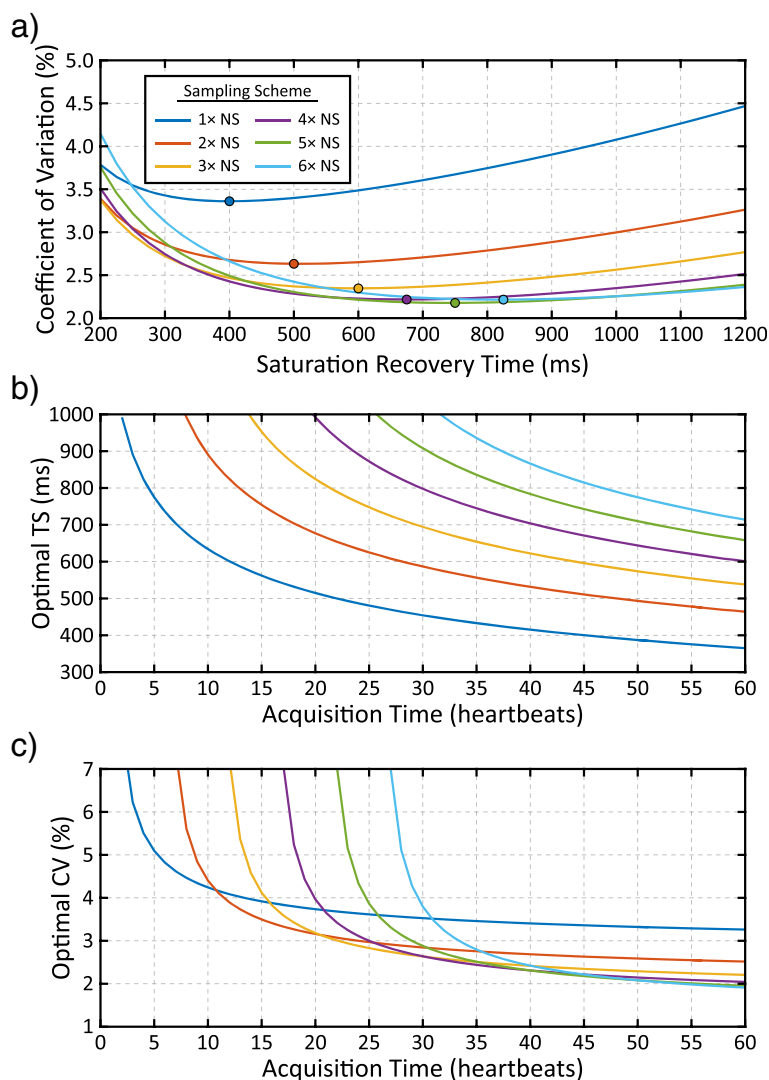 a)
Coefficient of Variation (%)
5.0
4.5
4.0
3.5
3.0
2.5
2.0
Sampling Scheme
1× NS
4× NS
2× NS
5× NS
3× NS
6× NS
200 300 400 500 600 700 800 900 1000 1100 1200
Saturation Recovery Time (ms)
b)
Optimal TS (ms)
1000
900
800
700
600
500
400
300
0 5 10 15 20 25 30 35 40 45 50 55 60
Acquisition Time (heartbeats)
c)
Optimal CV (%)
7
6
5
4
3
2
1
0 5 10 15 20 25 30 35 40 45 50 55 60
Acquisition Time (heartbeats)